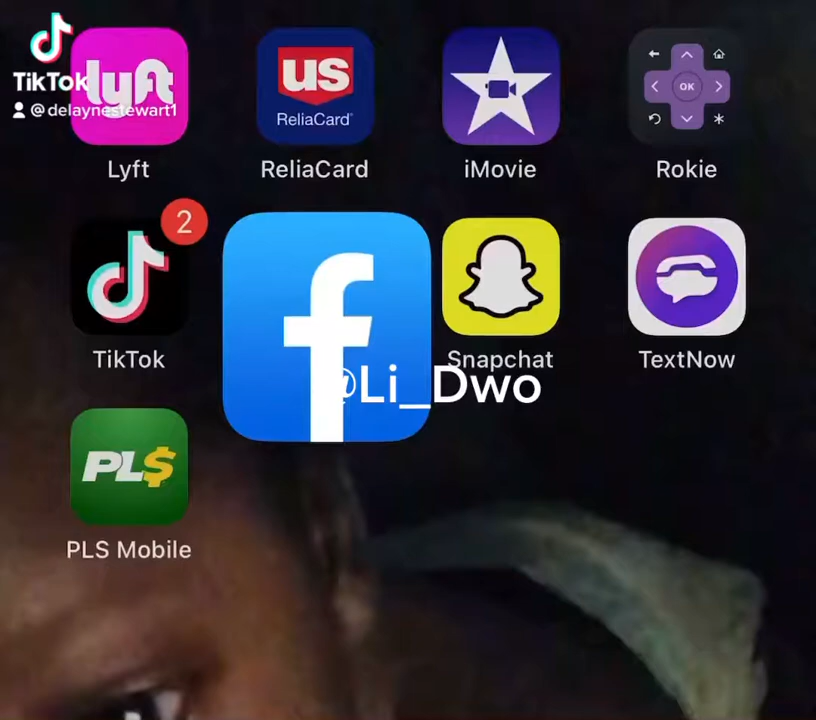 TikTok
@delaynestewart1
lyft
Lyft
us
ReliaCard
ReliaCard
iMovie
OK
Rokie
2
TikTok
Snapchat
TextNow
@Li_Dwo
PL$
PLS Mobile